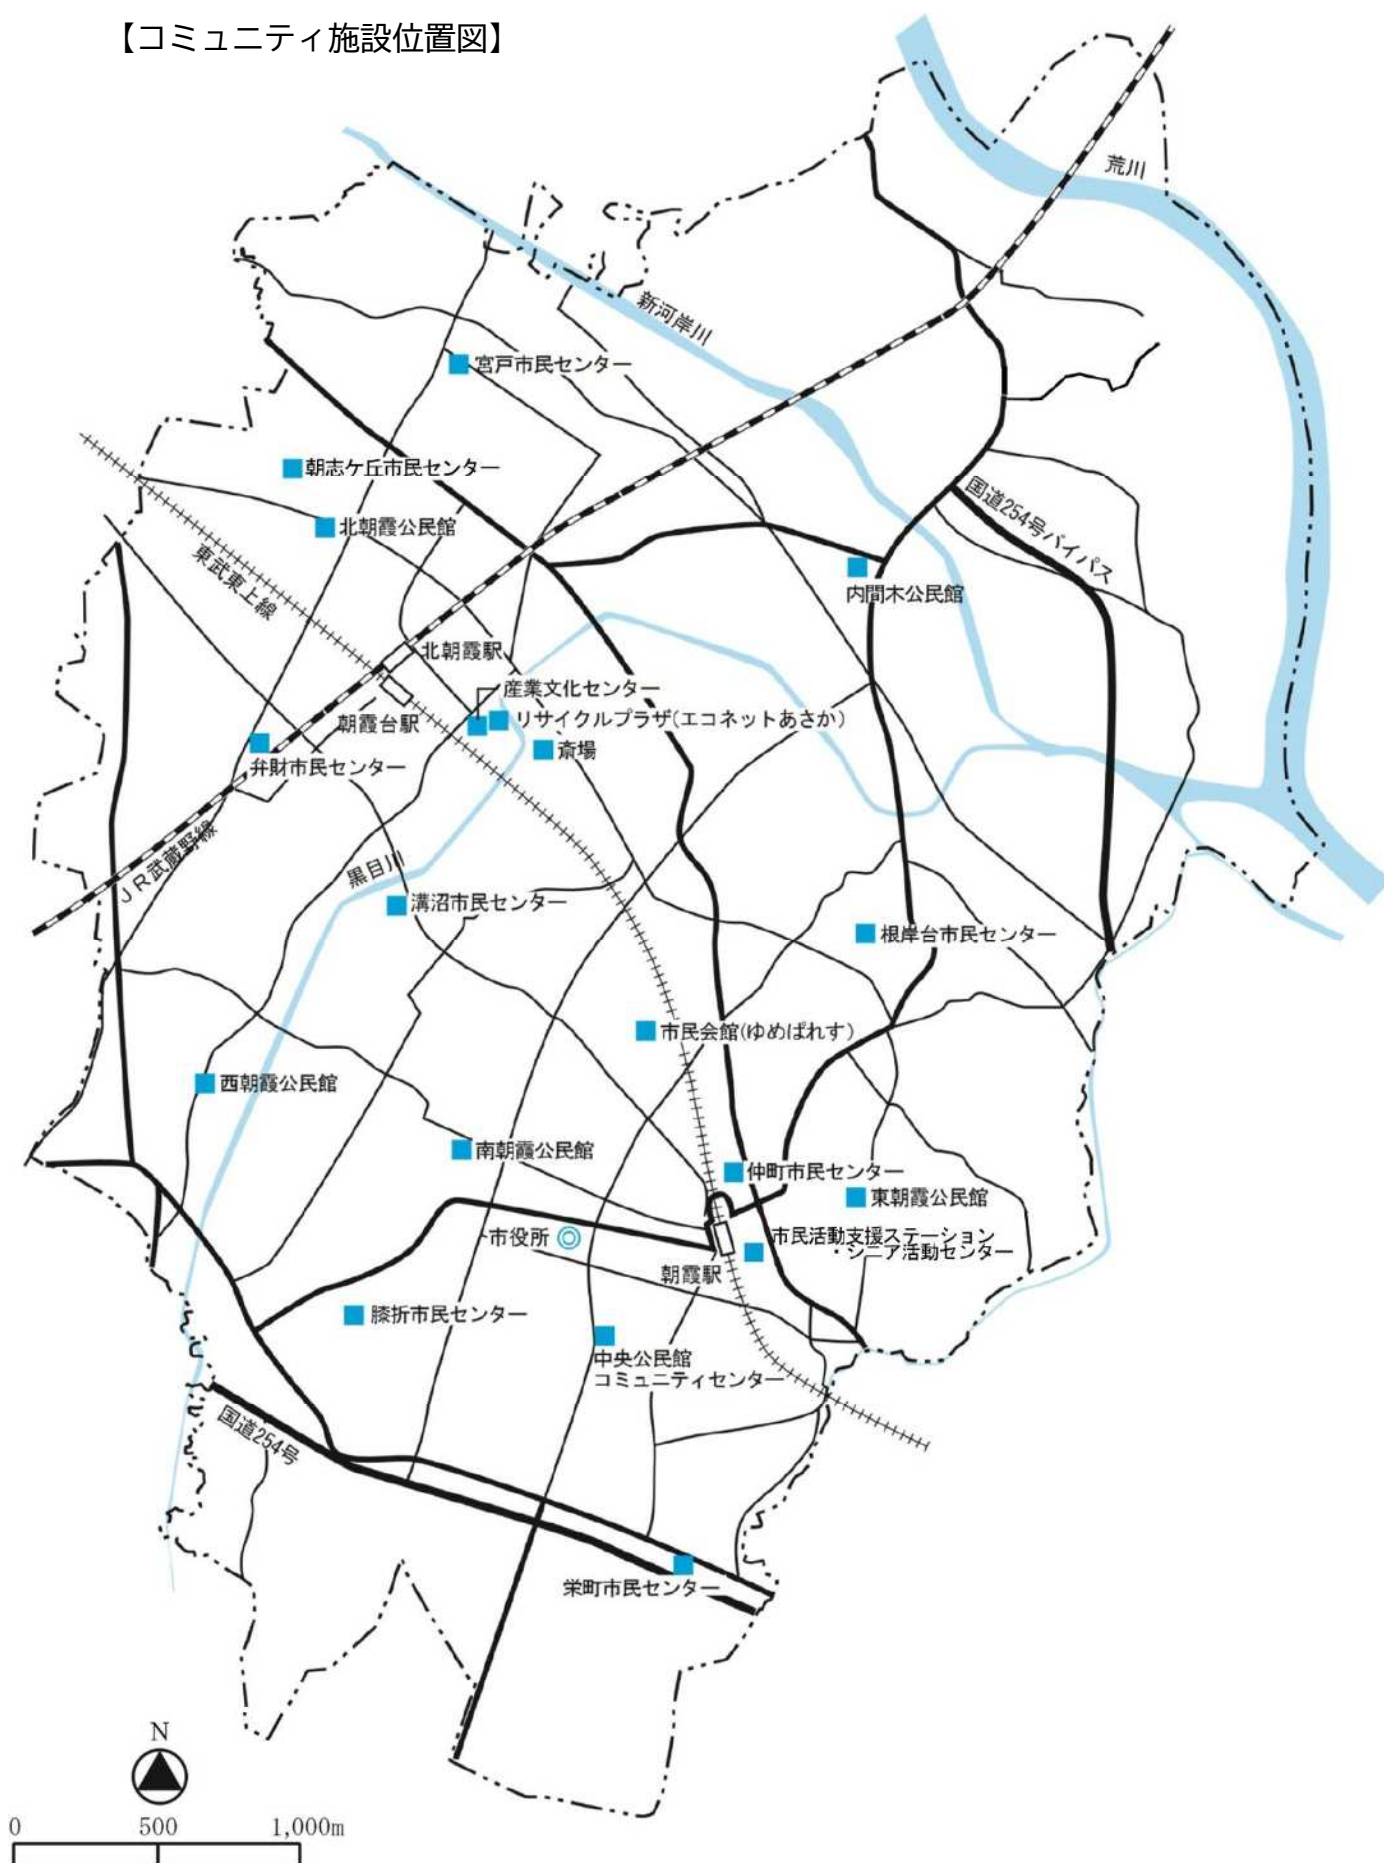 【コミュニティ施設位置図】
荒川
新河岸川
宮戸市民センター
朝志ケ丘市民センター
国道254号バイパス
北朝霞公民館
東武東上線
内間木公民館
北朝霞駅
産業文化センター
朝霞台駅
リサイクルプラザ(エコネットあさか)
斎場
弁財市民センター
JR武蔵野線
黒目川
溝沼市民センター
根岸台市民センター
市民会館(ゆめぱれす)
西朝霞公民館
南朝霞公民館
仲町市民センター
東朝霞公民館
市役所
市民活動支援ステーション
・シニア活動センター
朝霞駅
膝折市民センター
中央公民館
コミュニティセンター
国道254号
栄町市民センター
N
0 500 1,000m